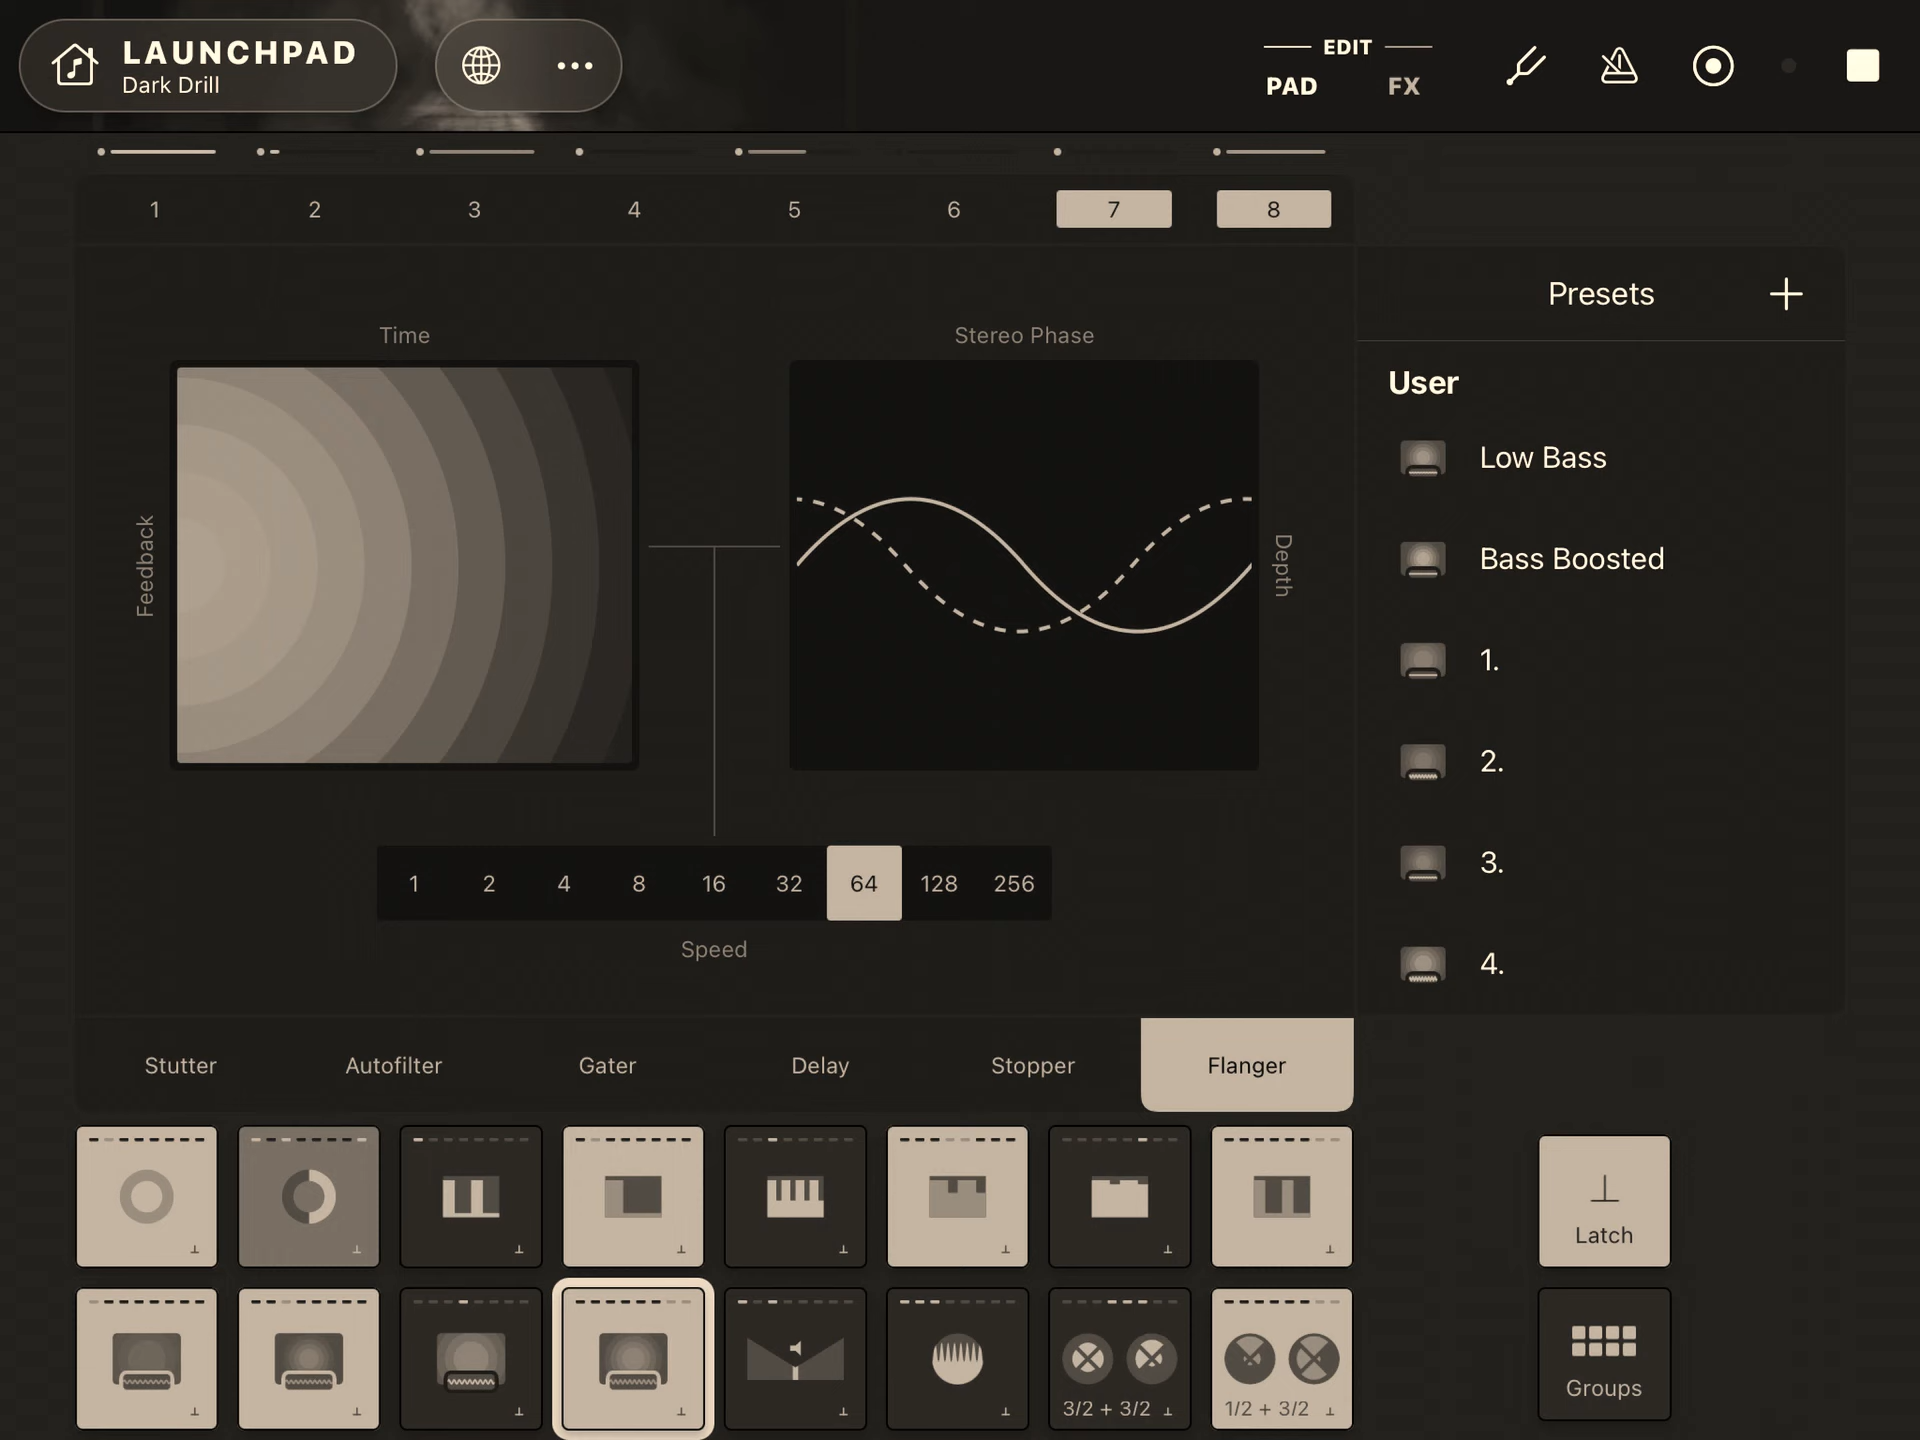 LAUNCHPAD
Dark Drill
EDIT
PAD FX
1 2 3 4 5 6 7 8
Presets
Time
Stereo Phase
User
Low Bass
Feedback
Depth
Bass Boosted
1.
2.
3.
4.
1 2 4 8 16 32 64 128 256
Speed
Stutter Autofilter Gater Delay Stopper Flanger
Latch
3/2 + 3/2
1/2 + 3/2
Groups